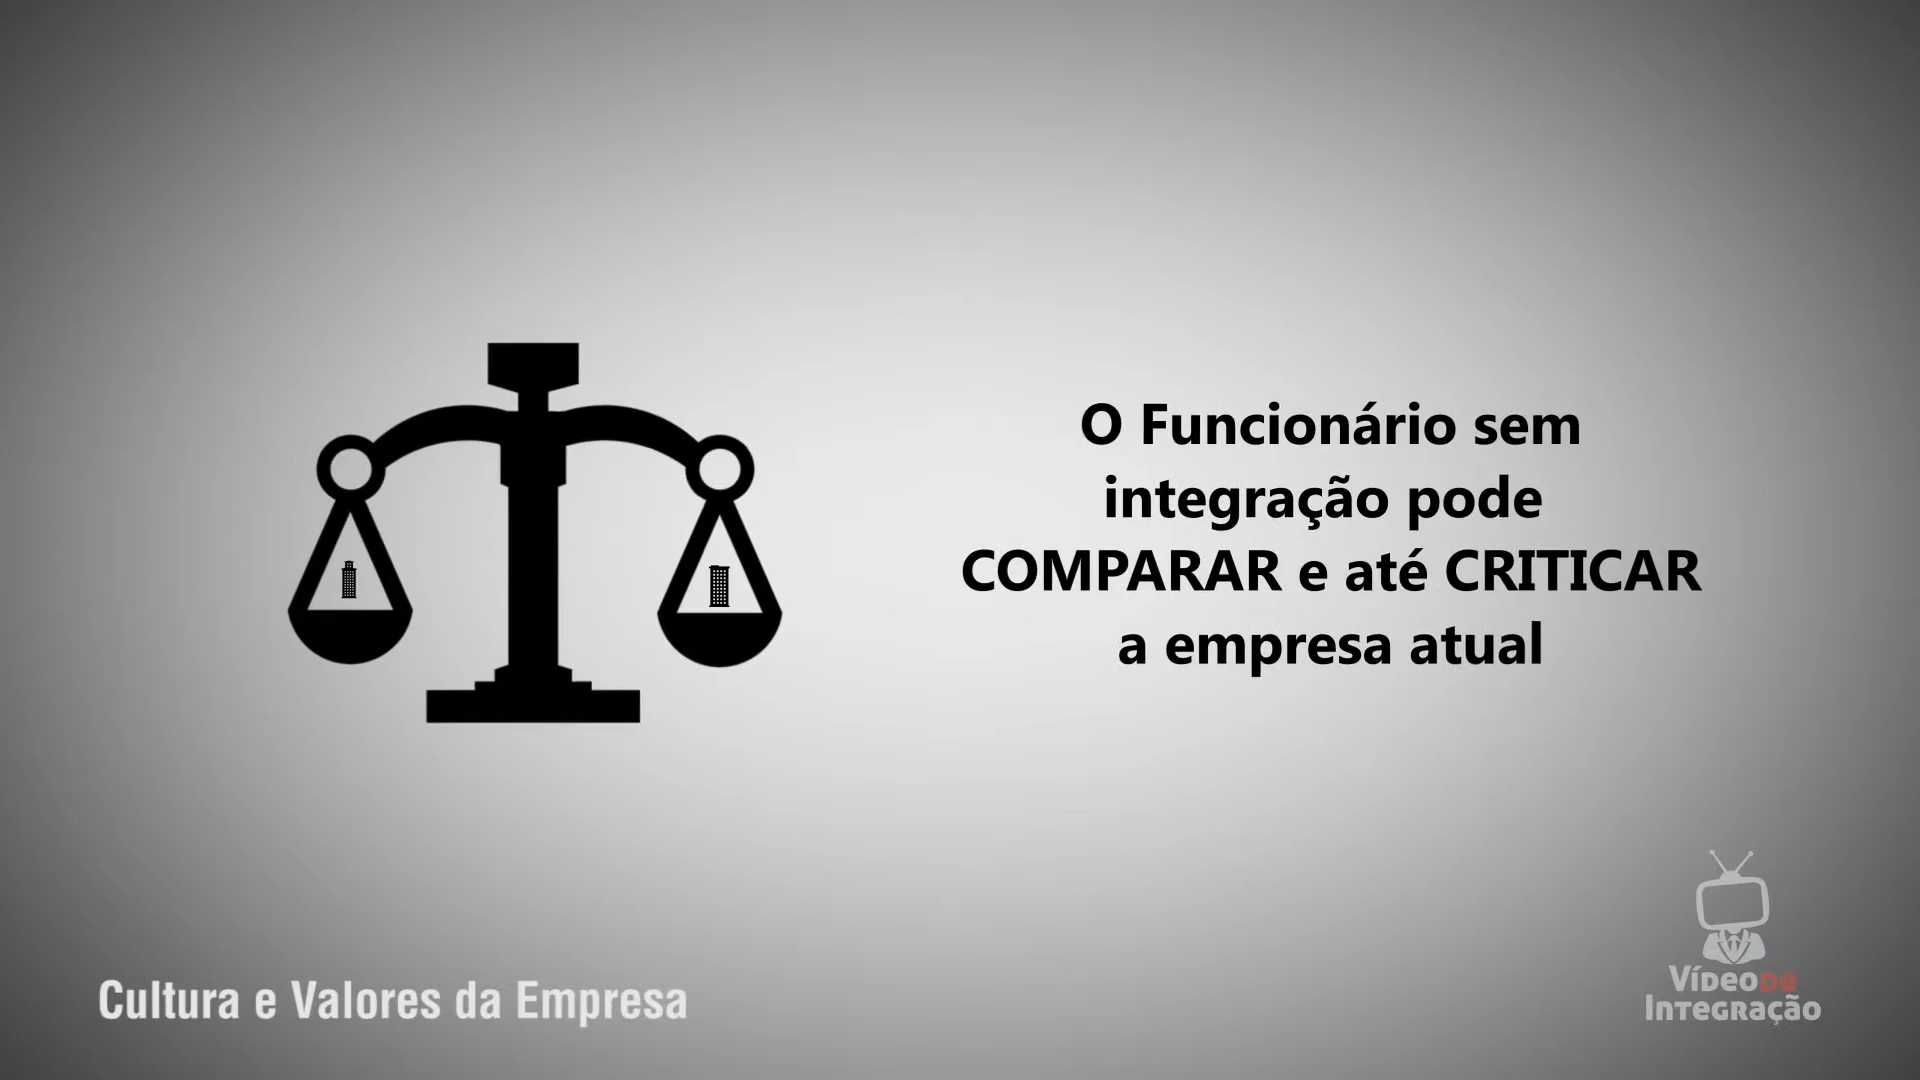 O Funcionário sem
integração pode
COMPARAR e até CRITICAR
a empresa atual
Cultura e Valores da Empresa
Vídeo de
Integração